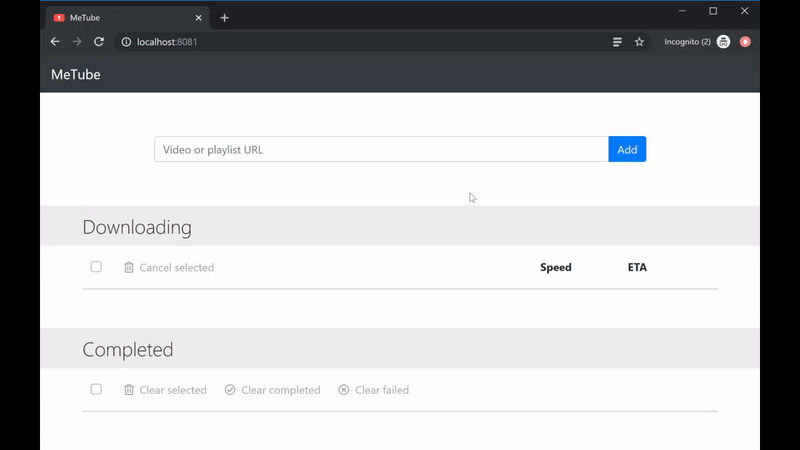 MeTube
localhost:8081
Incognito (2)
MeTube
Video or playlist URL
Add
Downloading
Cancel selected
Speed
ETA
Completed
Clear selected
Clear completed
Clear failed